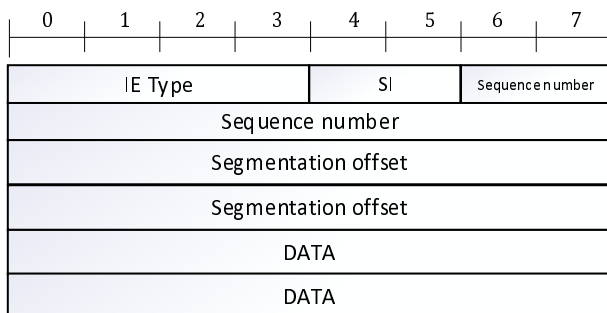 0 1 2 3 4 5 6 7
IE Type SI Sequence number
Sequence number
Segmentation offset
Segmentation offset
DATA
DATA